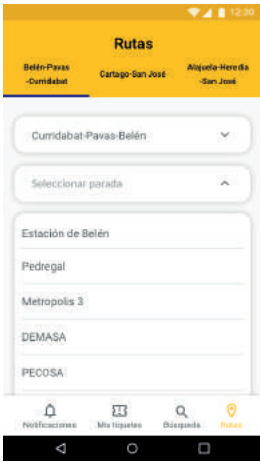 12:30
Rutas
Belén-Pavas
-Curridabat
Cartago-San José
Alajuela-Heredia
-San José
Curridabat-Pavas-Belén
Seleccionar parada
Estación de Belén
Pedregal
Metropolis 3
DEMASA
PECOSA
Notificaciones
Mis tiquetes
Búsqueda
Rutas